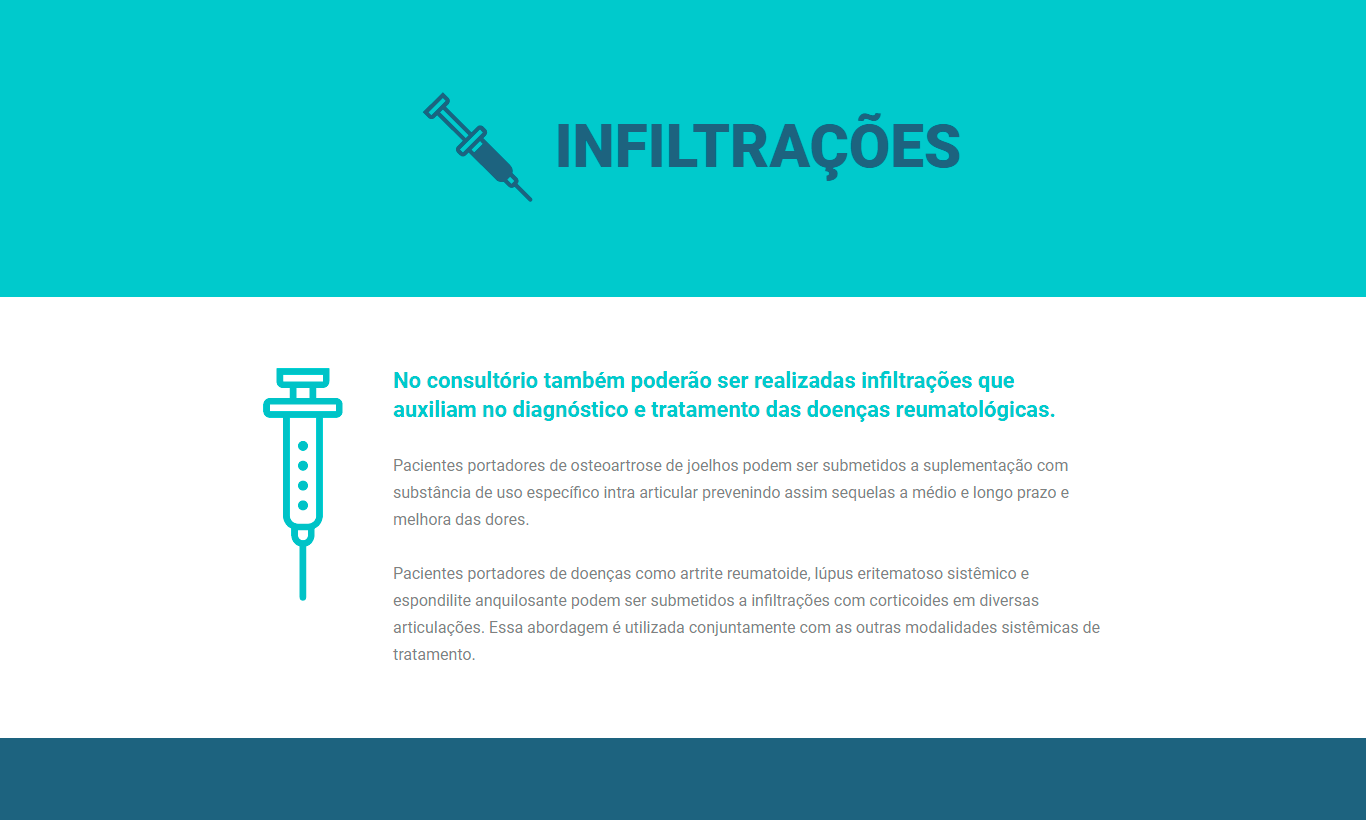 INFILTRAÇÕES
No consultório também poderão ser realizadas infiltrações que
auxiliam no diagnóstico e tratamento das doenças reumatológicas.
Pacientes portadores de osteoartrose de joelhos podem ser submetidos a suplementação com
substância de uso específico intra articular prevenindo assim sequelas a médio e longo prazo e
melhora das dores.
Pacientes portadores de doenças como artrite reumatoide, lúpus eritematoso sistêmico e
espondilite anquilosante podem ser submetidos a infiltrações com corticoides em diversas
articulações. Essa abordagem é utilizada conjuntamente com as outras modalidades sistêmicas de
tratamento.